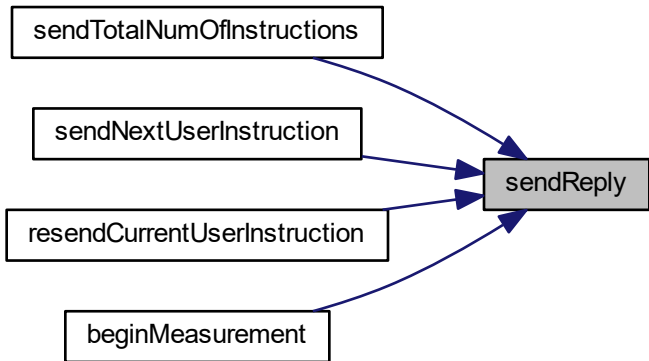 sendTotalNumOfInstructions
sendNextUserInstruction
sendReply
resendCurrentUserInstruction
beginMeasurement